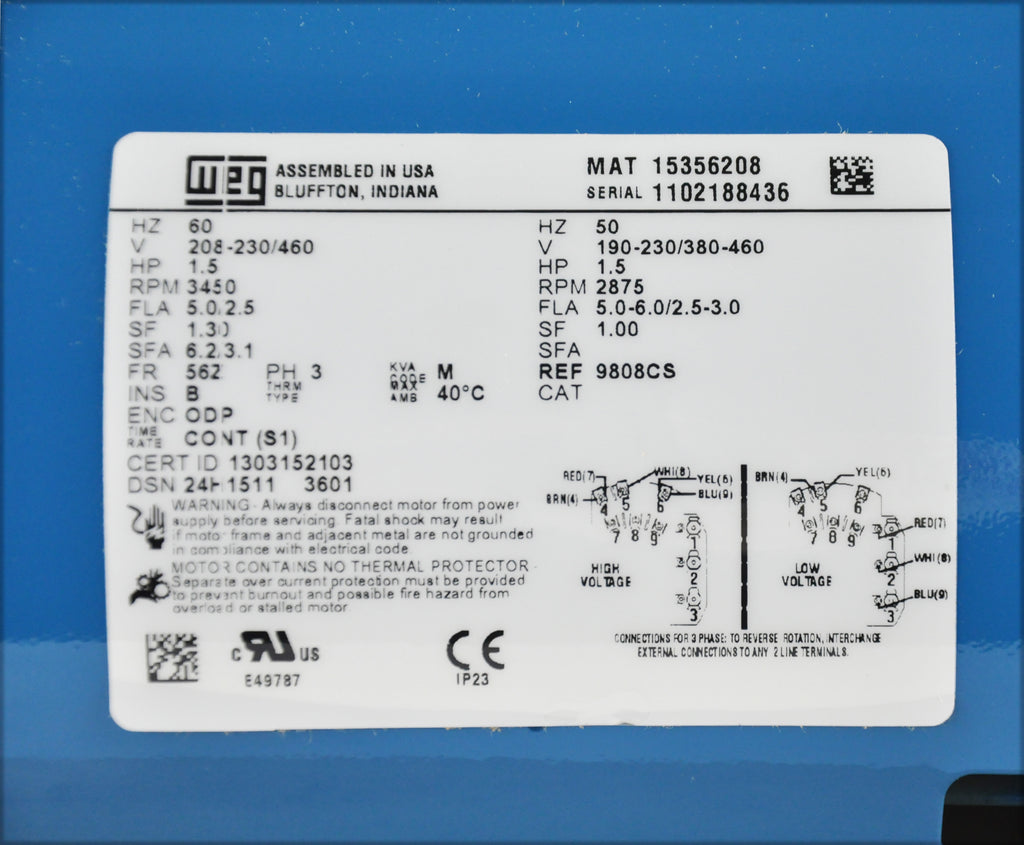 weg ASSEMBLED IN USA
BLUFFTON, INDIANA
MAT 15356208
SERIAL 1102188436
HZ 60
V 208-230/460
HP 1.5
RPM 3450
FLA 5.0/2.5
SF 1.30
SFA 6.2/3.1
FR 56J PH 3 KVA CODE M
INS B THRM TYPE MAX AMB 40°C
ENC ODP
TIME RATE CONT (S1)
CERT ID 1303152103
DSN 24H1511 3601
HZ 50
V 190-230/380-460
HP 1.5
RPM 2875
FLA 5.0-6.0/2.5-3.0
SF 1.00
SFA
REF 9808CS
CAT
WARNING - Always disconnect motor from power
supply before servicing. Fatal shock may result
if motor frame and adjacent metal are not grounded
in compliance with electrical code
MOTOR CONTAINS NO THERMAL PROTECTOR -
Separate over current protection must be provided
to prevent burnout and possible fire hazard from
overload or stalled motor
RED(7) WHI(8) YEL(6)
BRN(4) BLU(9)
4 5 6
7 8 9
1
2
3
HIGH
VOLTAGE
BRN(4) YEL(6)
4 5 6
7 8 9
RED(7)
1
WHI(8)
2
BLU(9)
3
LOW
VOLTAGE
CONNECTIONS FOR 3 PHASE: TO REVERSE ROTATION, INTERCHANGE
EXTERNAL CONNECTIONS TO ANY 2 LINE TERMINALS.
c RU US
E49787
CE
IP23